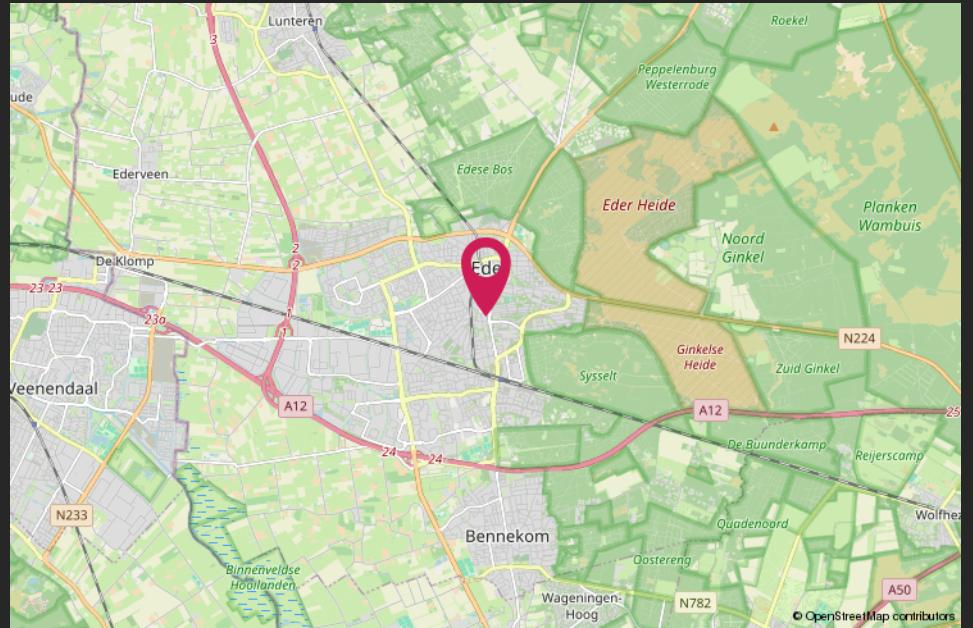 Lunteren
Roekel
3
Peppelenburg
Westerrode
ude
Edese Bos
Ederveen
Eder Heide
Planken
Wambuis
Noord
Ginkel
2
2
De Klomp
Ede
23 23
23a
1
1
N224
Ginkelse
Heide
Zuid Ginkel
Sysselt
Veenendaal
A12
A12
25
De Buunderkamp
24
24
Reijerscamp
N233
Wolfhez
Quadenoord
Bennekom
Oostereng
Binnenveldse
Hooilanden
A50
Wageningen-
Hoog
N782
© OpenStreetMap contributors